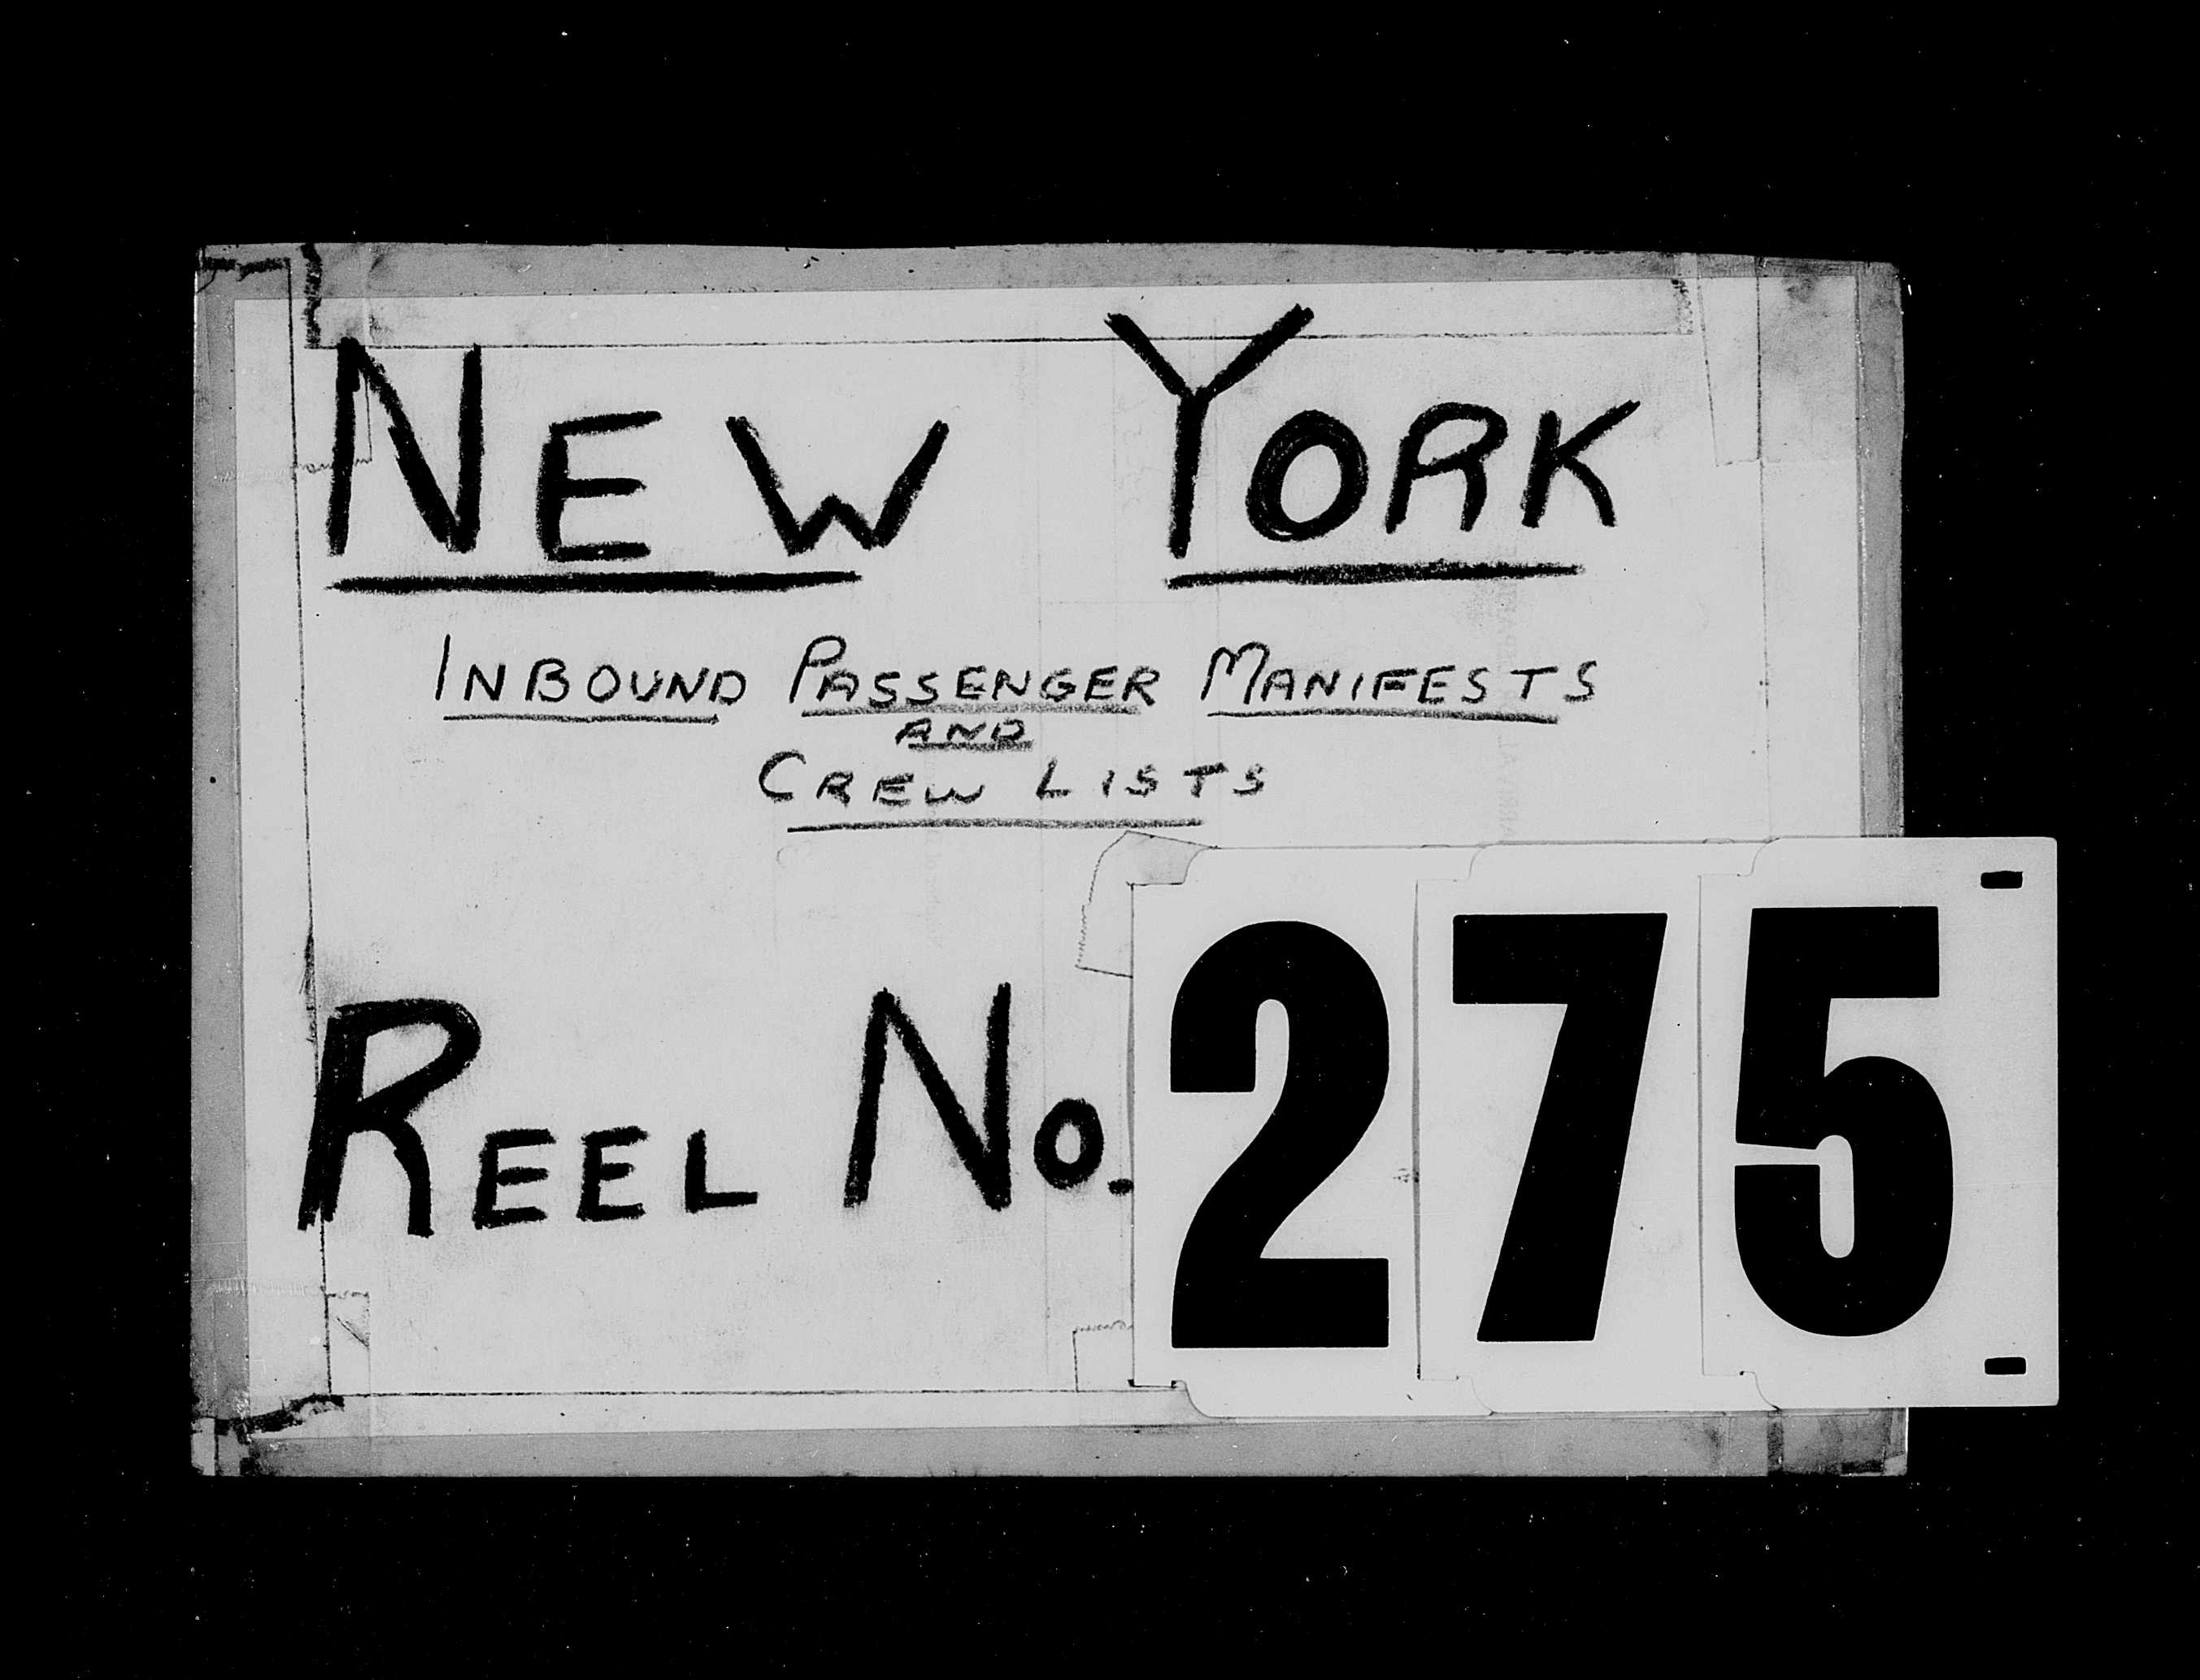 NEW YORK
INBOUND PASSENGER MANIFESTS
AND
CREW LISTS
REEL No. 275